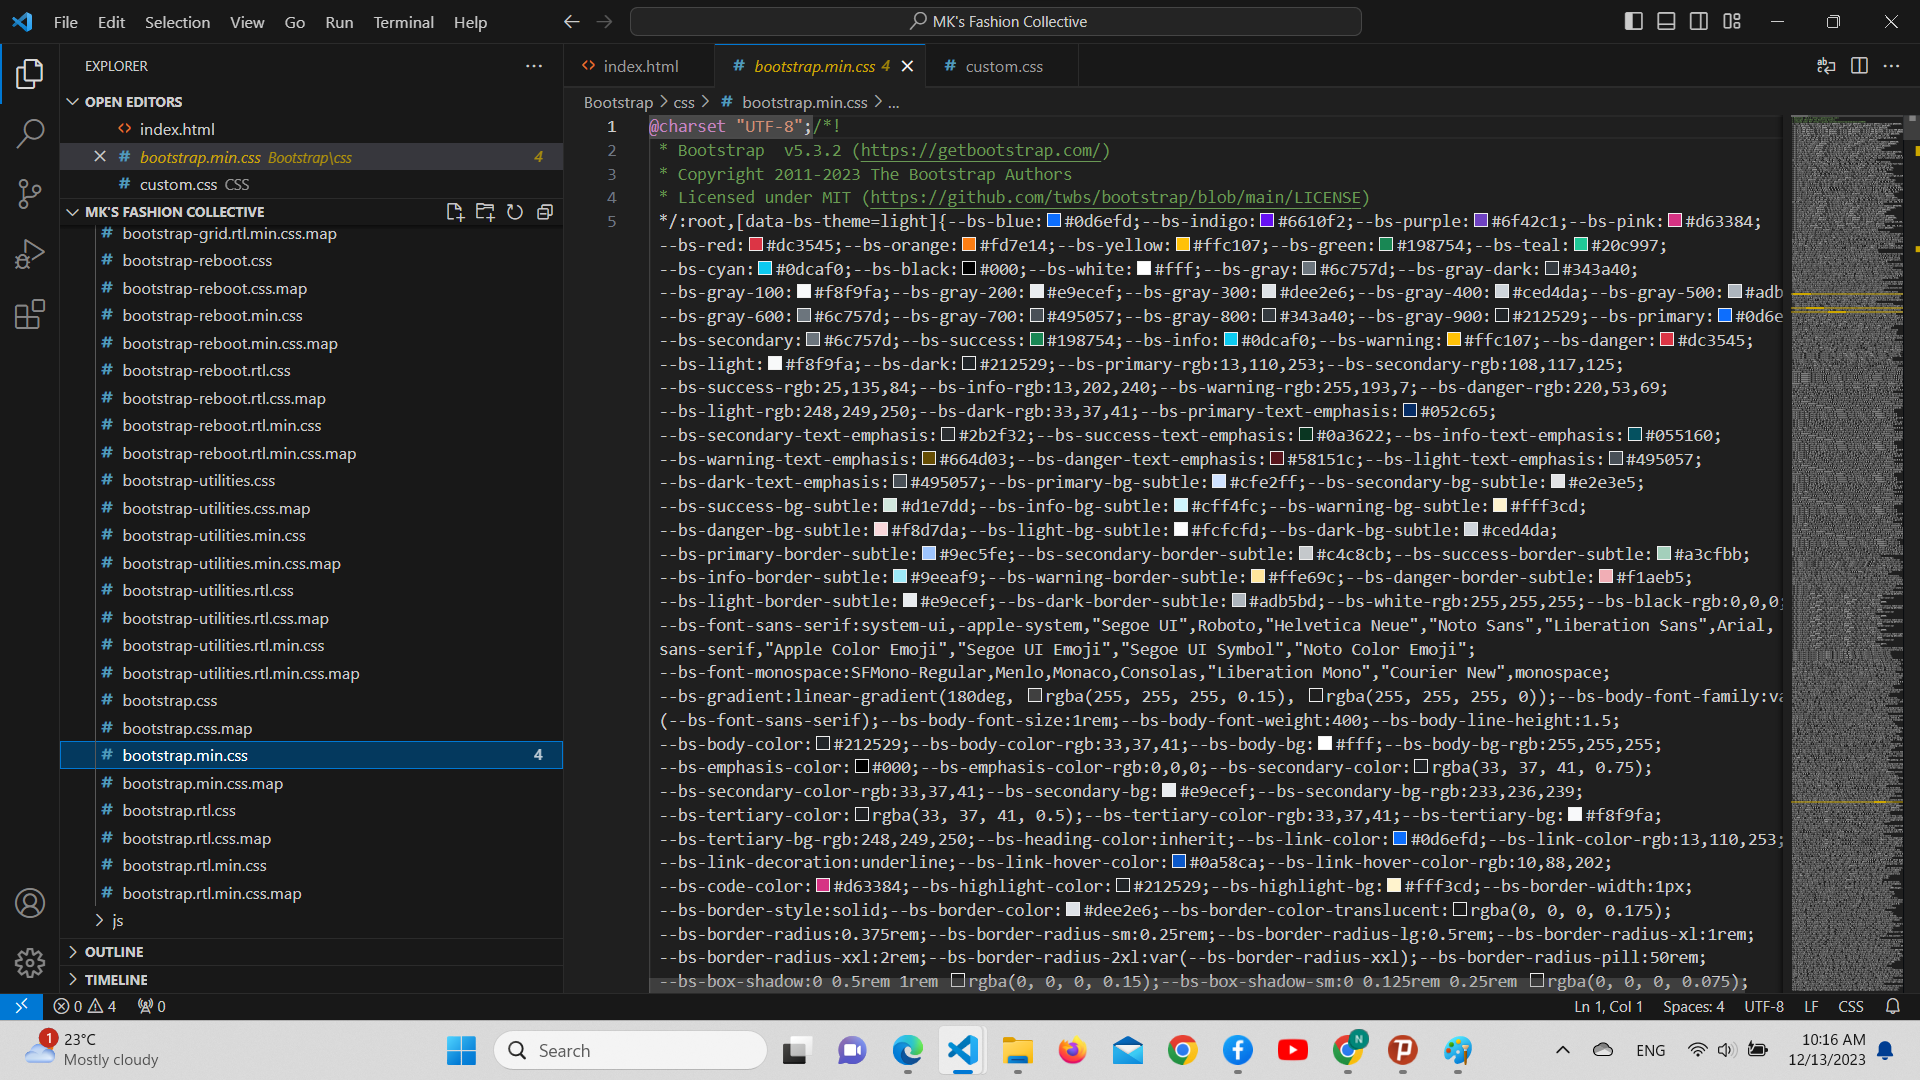 File Edit Selection View Go Run Terminal Help
MK's Fashion Collective
EXPLORER
OPEN EDITORS
index.html
bootstrap.min.css Bootstrap\css 4
custom.css CSS
MK'S FASHION COLLECTIVE
bootstrap-grid.rtl.min.css.map
bootstrap-reboot.css
bootstrap-reboot.css.map
bootstrap-reboot.min.css
bootstrap-reboot.min.css.map
bootstrap-reboot.rtl.css
bootstrap-reboot.rtl.css.map
bootstrap-reboot.rtl.min.css
bootstrap-reboot.rtl.min.css.map
bootstrap-utilities.css
bootstrap-utilities.css.map
bootstrap-utilities.min.css
bootstrap-utilities.min.css.map
bootstrap-utilities.rtl.css
bootstrap-utilities.rtl.css.map
bootstrap-utilities.rtl.min.css
bootstrap-utilities.rtl.min.css.map
bootstrap.css
bootstrap.css.map
bootstrap.min.css 4
bootstrap.min.css.map
bootstrap.rtl.css
bootstrap.rtl.css.map
bootstrap.rtl.min.css
bootstrap.rtl.min.css.map
js
OUTLINE
TIMELINE
index.html # bootstrap.min.css 4 # custom.css
Bootstrap > css > # bootstrap.min.css > ...
1 @charset "UTF-8";/*!
2 * Bootstrap  v5.3.2 (https://getbootstrap.com/)
3 * Copyright 2011-2023 The Bootstrap Authors
4 * Licensed under MIT (https://github.com/twbs/bootstrap/blob/main/LICENSE)
5 */:root,[data-bs-theme=light]{--bs-blue:#0d6efd;--bs-indigo:#6610f2;--bs-purple:#6f42c1;--bs-pink:#d63384;
--bs-red:#dc3545;--bs-orange:#fd7e14;--bs-yellow:#ffc107;--bs-green:#198754;--bs-teal:#20c997;
--bs-cyan:#0dcaf0;--bs-black:#000;--bs-white:#fff;--bs-gray:#6c757d;--bs-gray-dark:#343a40;
--bs-gray-100:#f8f9fa;--bs-gray-200:#e9ecef;--bs-gray-300:#dee2e6;--bs-gray-400:#ced4da;--bs-gray-500:#adb
--bs-gray-600:#6c757d;--bs-gray-700:#495057;--bs-gray-800:#343a40;--bs-gray-900:#212529;--bs-primary:#0d6e
--bs-secondary:#6c757d;--bs-success:#198754;--bs-info:#0dcaf0;--bs-warning:#ffc107;--bs-danger:#dc3545;
--bs-light:#f8f9fa;--bs-dark:#212529;--bs-primary-rgb:13,110,253;--bs-secondary-rgb:108,117,125;
--bs-success-rgb:25,135,84;--bs-info-rgb:13,202,240;--bs-warning-rgb:255,193,7;--bs-danger-rgb:220,53,69;
--bs-light-rgb:248,249,250;--bs-dark-rgb:33,37,41;--bs-primary-text-emphasis:#052c65;
--bs-secondary-text-emphasis:#2b2f32;--bs-success-text-emphasis:#0a3622;--bs-info-text-emphasis:#055160;
--bs-warning-text-emphasis:#664d03;--bs-danger-text-emphasis:#58151c;--bs-light-text-emphasis:#495057;
--bs-dark-text-emphasis:#495057;--bs-primary-bg-subtle:#cfe2ff;--bs-secondary-bg-subtle:#e2e3e5;
--bs-success-bg-subtle:#d1e7dd;--bs-info-bg-subtle:#cff4fc;--bs-warning-bg-subtle:#fff3cd;
--bs-danger-bg-subtle:#f8d7da;--bs-light-bg-subtle:#fcfcfd;--bs-dark-bg-subtle:#ced4da;
--bs-primary-border-subtle:#9ec5fe;--bs-secondary-border-subtle:#c4c8cb;--bs-success-border-subtle:#a3cfbb;
--bs-info-border-subtle:#9eeaf9;--bs-warning-border-subtle:#ffe69c;--bs-danger-border-subtle:#f1aeb5;
--bs-light-border-subtle:#e9ecef;--bs-dark-border-subtle:#adb5bd;--bs-white-rgb:255,255,255;--bs-black-rgb:0,0,0;
--bs-font-sans-serif:system-ui,-apple-system,"Segoe UI",Roboto,"Helvetica Neue","Noto Sans","Liberation Sans",Arial,
sans-serif,"Apple Color Emoji","Segoe UI Emoji","Segoe UI Symbol","Noto Color Emoji";
--bs-font-monospace:SFMono-Regular,Menlo,Monaco,Consolas,"Liberation Mono","Courier New",monospace;
--bs-gradient:linear-gradient(180deg, rgba(255, 255, 255, 0.15), rgba(255, 255, 255, 0));--bs-body-font-family:va
(--bs-font-sans-serif);--bs-body-font-size:1rem;--bs-body-font-weight:400;--bs-body-line-height:1.5;
--bs-body-color:#212529;--bs-body-color-rgb:33,37,41;--bs-body-bg:#fff;--bs-body-bg-rgb:255,255,255;
--bs-emphasis-color:#000;--bs-emphasis-color-rgb:0,0,0;--bs-secondary-color:rgba(33, 37, 41, 0.75);
--bs-secondary-color-rgb:33,37,41;--bs-secondary-bg:#e9ecef;--bs-secondary-bg-rgb:233,236,239;
--bs-tertiary-color:rgba(33, 37, 41, 0.5);--bs-tertiary-color-rgb:33,37,41;--bs-tertiary-bg:#f8f9fa;
--bs-tertiary-bg-rgb:248,249,250;--bs-heading-color:inherit;--bs-link-color:#0d6efd;--bs-link-color-rgb:13,110,253;
--bs-link-decoration:underline;--bs-link-hover-color:#0a58ca;--bs-link-hover-color-rgb:10,88,202;
--bs-code-color:#d63384;--bs-highlight-color:#212529;--bs-highlight-bg:#fff3cd;--bs-border-width:1px;
--bs-border-style:solid;--bs-border-color:#dee2e6;--bs-border-color-translucent:rgba(0, 0, 0, 0.175);
--bs-border-radius:0.375rem;--bs-border-radius-sm:0.25rem;--bs-border-radius-lg:0.5rem;--bs-border-radius-xl:1rem;
--bs-border-radius-xxl:2rem;--bs-border-radius-2xl:var(--bs-border-radius-xxl);--bs-border-radius-pill:50rem;
--bs-box-shadow:0 0.5rem 1rem rgba(0, 0, 0, 0.15);--bs-box-shadow-sm:0 0.125rem 0.25rem rgba(0, 0, 0, 0.075);
0 4 0 Ln 1, Col 1 Spaces: 4 UTF-8 LF CSS
1 23°C
Mostly cloudy
Search
N
ENG
10:16 AM
12/13/2023